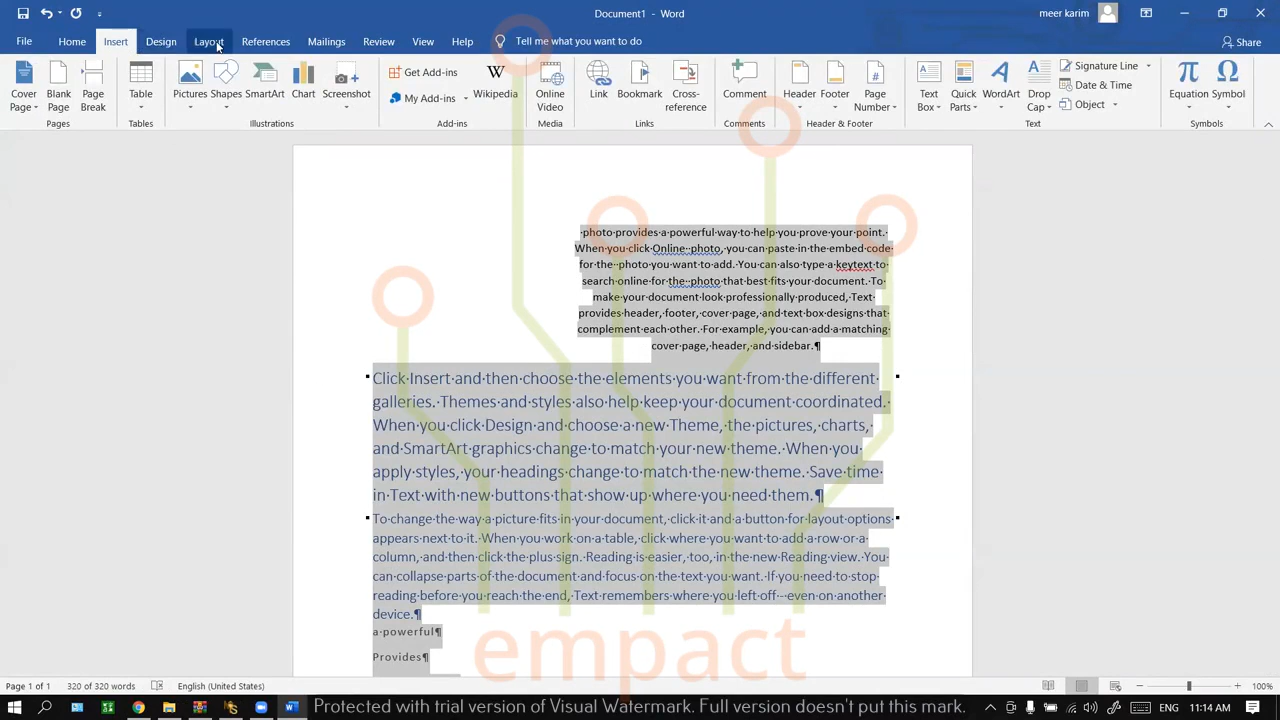 Document1 - Word
meer karim
File Home Insert Design Layout References Mailings Review View Help Tell me what you want to do Share
Cover Page
Blank Page
Page Break
Table
Pictures Shapes SmartArt Chart Screenshot
Get Add-ins
My Add-ins
Wikipedia
Online Video
Link Bookmark Cross-reference
Comment
Header Footer Page Number
Text Box
Quick Parts
WordArt
Drop Cap
Signature Line
Date & Time
Object
Equation Symbol
Pages Tables Illustrations Add-ins Media Links Comments Header & Footer Text Symbols
photo·provides·a·powerful·way·to·help·you·prove·your·point.·
When·you·click·Online··photo,·you·can·paste·in·the·embed·code·
for·the··photo·you·want·to·add.·You·can·also·type·a·keytext·to·
search·online·for·the··photo·that·best·fits·your·document.·To·
make·your·document·look·professionally·produced,·Text·
provides·header,·footer,·cover·page,·and·text·box·designs·that·
complement·each·other.·For·example,·you·can·add·a·matching·
cover·page,·header,·and·sidebar.¶
Click·Insert·and·then·choose·the·elements·you·want·from·the·different·
galleries.·Themes·and·styles·also·help·keep·your·document·coordinated.·
When·you·click·Design·and·choose·a·new·Theme,·the·pictures,·charts,·
and·SmartArt·graphics·change·to·match·your·new·theme.·When·you·
apply·styles,·your·headings·change·to·match·the·new·theme.·Save·time·
in·Text·with·new·buttons·that·show·up·where·you·need·them.¶
To·change·the·way·a·picture·fits·in·your·document,·click·it·and·a·button·for·layout·options·
appears·next·to·it.·When·you·work·on·a·table,·click·where·you·want·to·add·a·row·or·a·
column,·and·then·click·the·plus·sign.·Reading·is·easier,·too,·in·the·new·Reading·view.·You·
can·collapse·parts·of·the·document·and·focus·on·the·text·you·want.·If·you·need·to·stop·
reading·before·you·reach·the·end,·Text·remembers·where·you·left·off·-·even·on·another·
device.¶
a·powerful¶
Provides¶
empact
Page 1 of 1 320 of 320 words English (United States) 100%
Protected with trial version of Visual Watermark. Full version doesn't put this mark.
ENG 11:14 AM